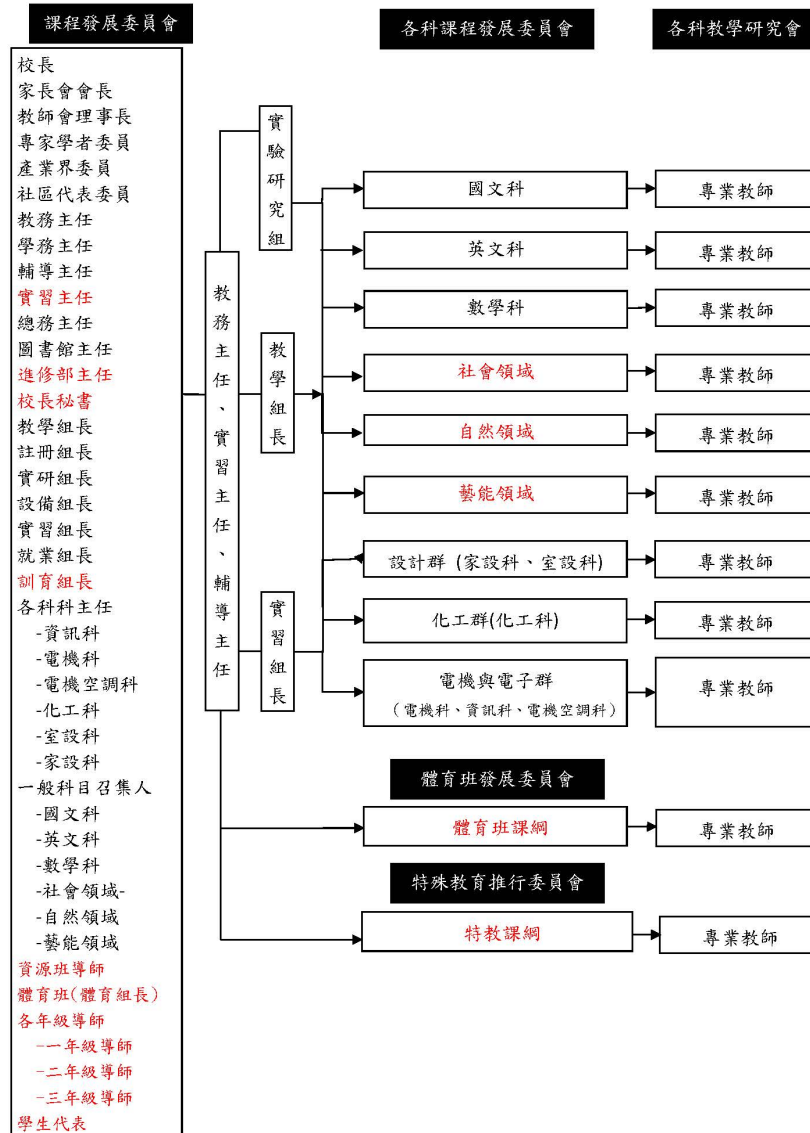 課程發展委員會
校長
家長會會長
教師會理事長
專家學者委員
產業界委員
社區代表委員
教務主任
學務主任
輔導主任
實習主任
總務主任
圖書館主任
進修部主任
校長秘書
教學組長
註冊組長
實研組長
設備組長
實習組長
就業組長
訓育組長
各科科主任
-資訊科
-電機科
-電機空調科
-化工科
-室設科
-家設科
一般科目召集人
-國文科
-英文科
-數學科
-社會領域-
-自然領域
-藝能領域
資源班導師
體育班(體育組長)
各年級導師
-一年級導師
-二年級導師
-三年級導師
學生代表
教務主任、實習主任、輔導主任
實驗研究組
教學組長
實習組長
各科課程發展委員會
各科教學研究會
國文科
專業教師
英文科
專業教師
數學科
專業教師
社會領域
專業教師
自然領域
專業教師
藝能領域
專業教師
設計群 (家設科、室設科)
專業教師
化工群(化工科)
專業教師
電機與電子群
(電機科、資訊科、電機空調科)
專業教師
體育班發展委員會
體育班課綱
專業教師
特殊教育推行委員會
特教課綱
專業教師